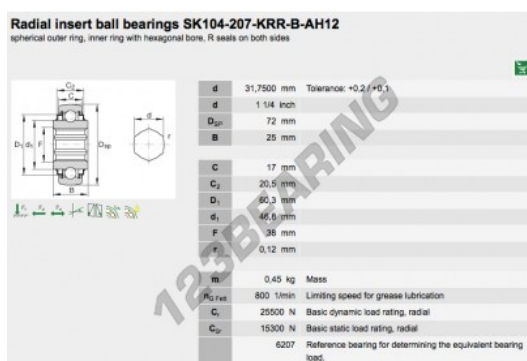 Radial insert ball bearings SK104-207-KRR-B-AH12
spherical outer ring, inner ring with hexagonal bore, R seals on both sides
C₂
C
D₁ d₁ F
Dsp
B
d
r
d 31,7500 mm Tolerance: +0,2 / +0,1
d 1 1/4 inch
DSP 72 mm
B 25 mm
C 17 mm
C₂ 20,5 mm
D₁ 60,3 mm
d₁ 46,8 mm
F 38 mm
r 0,12 mm
m 0,45 kg Mass
nG Fett 800 1/min Limiting speed for grease lubrication
Cr 25500 N Basic dynamic load rating, radial
C0r 15300 N Basic static load rating, radial
6207 Reference bearing for determining the equivalent bearing
load.
123BEARING